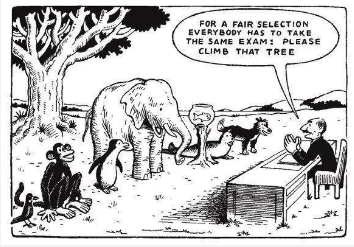 FOR A FAIR SELECTION
EVERYBODY HAS TO TAKE
THE SAME EXAM: PLEASE
CLIMB THAT TREE